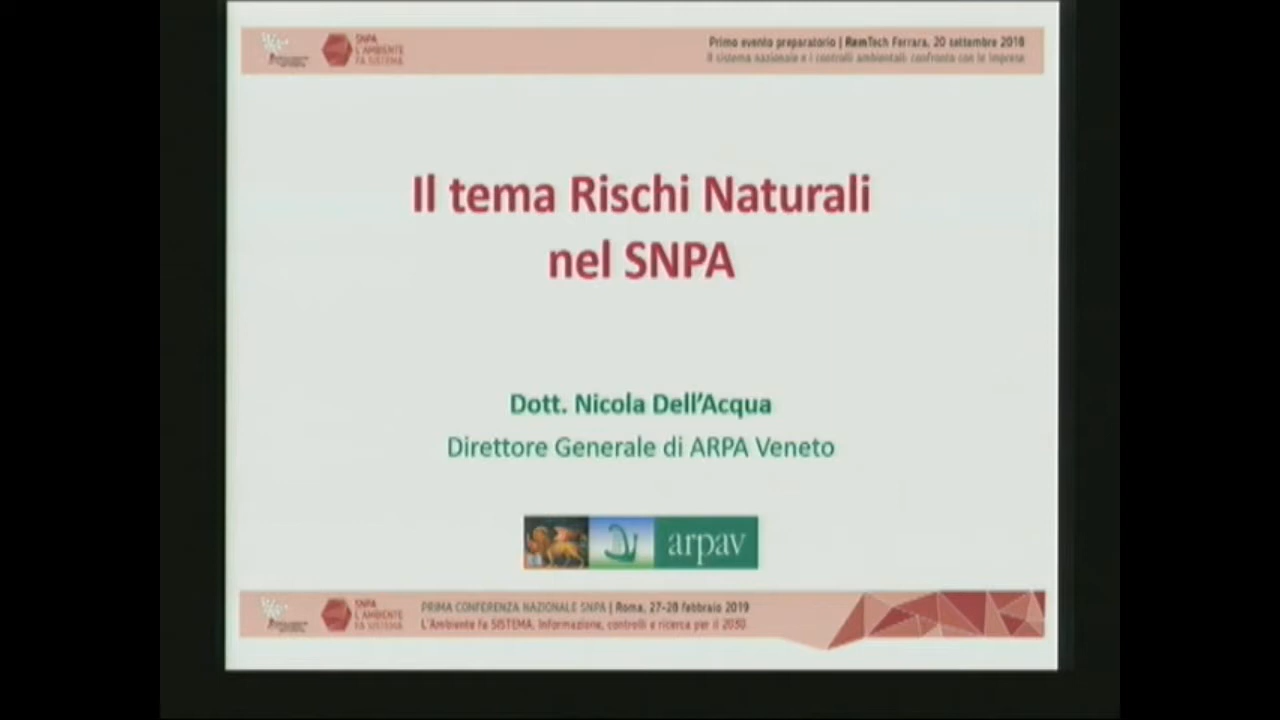 SNPA
L'AMBIENTE
FA SISTEMA
Primo evento preparatorio | RemTech Ferrara, 20 settembre 2018
Il sistema nazionale e i controlli ambientali: confronto con le imprese
Il tema Rischi Naturali
nel SNPA
Dott. Nicola Dell'Acqua
Direttore Generale di ARPA Veneto
arpav
SNPA
L'AMBIENTE
FA SISTEMA
PRIMA CONFERENZA NAZIONALE SNPA | Roma, 27-28 febbraio 2019
L'Ambiente fa SISTEMA. Informazione, controlli e ricerca per il 2030